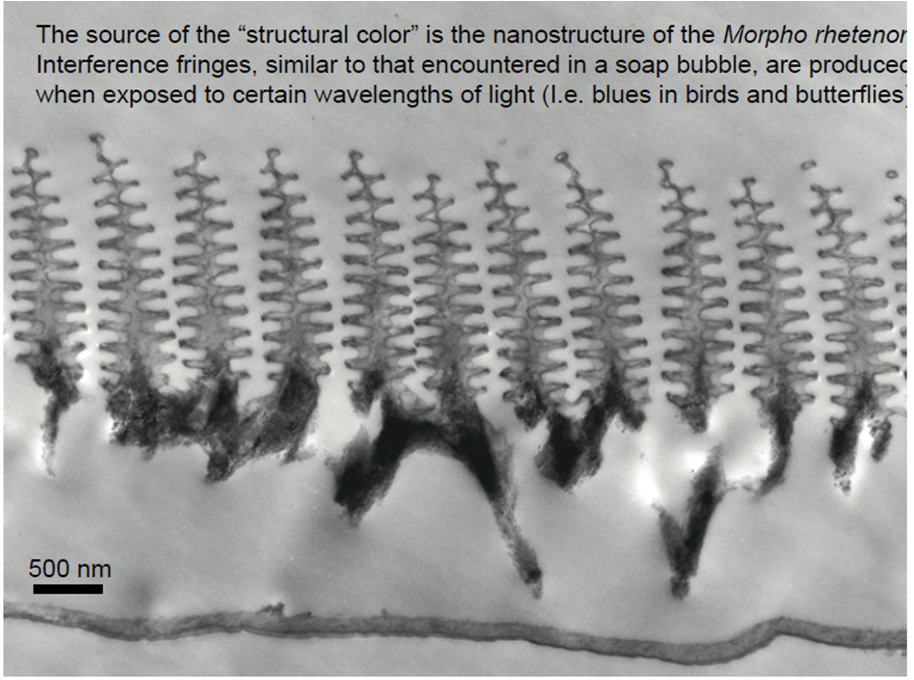 The source of the “structural color” is the nanostructure of the Morpho rhetenor
Interference fringes, similar to that encountered in a soap bubble, are produced
when exposed to certain wavelengths of light (I.e. blues in birds and butterflies)
500 nm